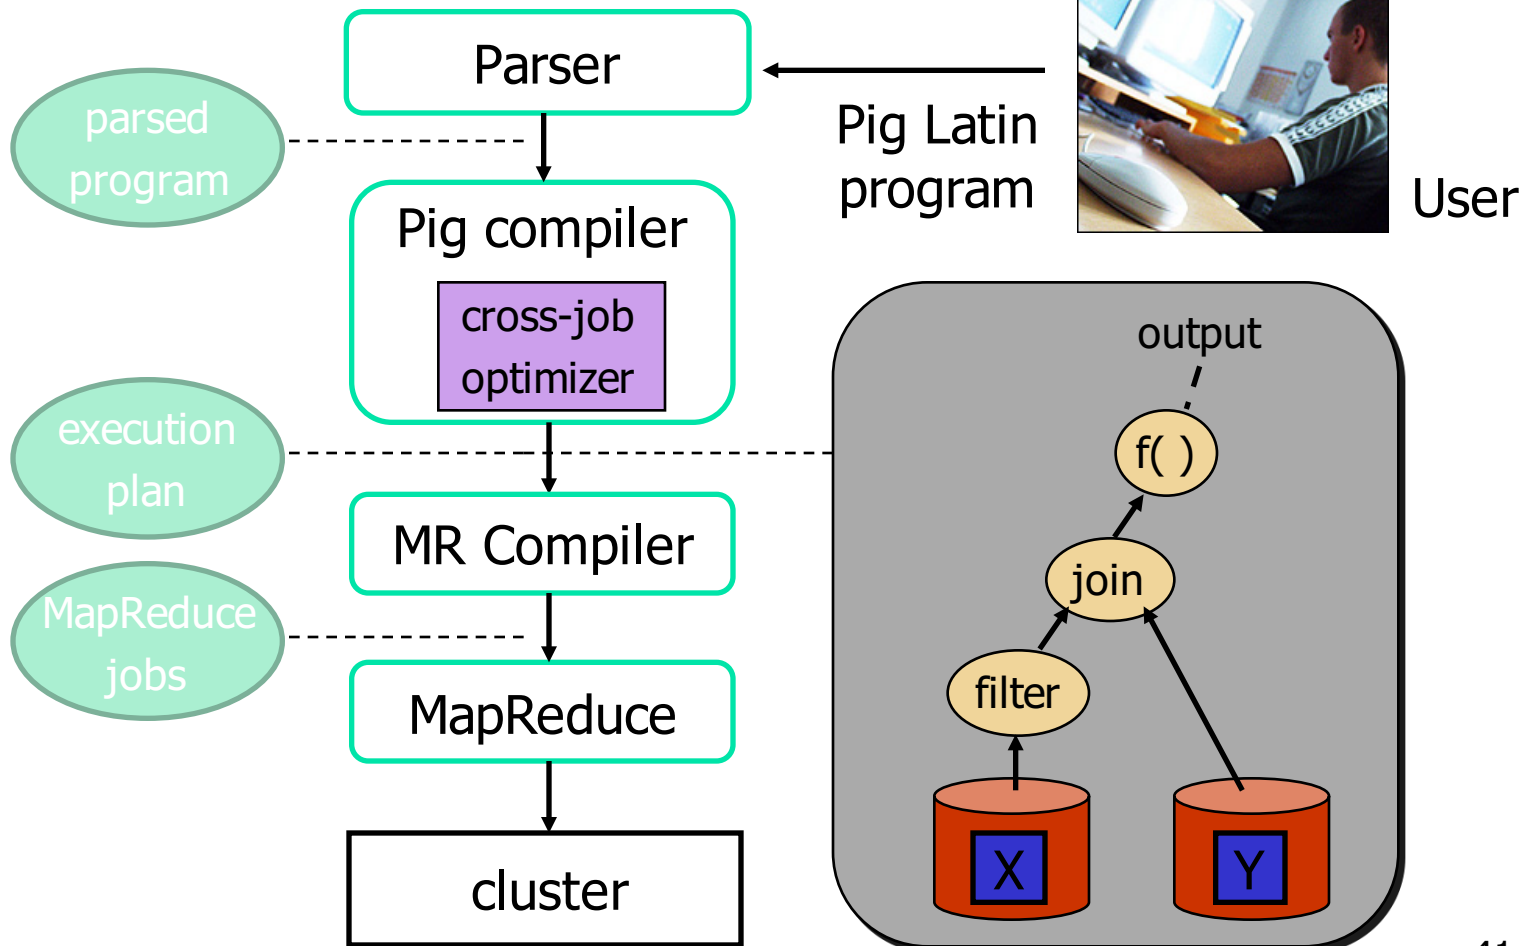 Parser
parsed
program
Pig Latin
program
User
Pig compiler
cross-job
optimizer
output
execution
plan
f( )
MR Compiler
join
MapReduce
jobs
filter
MapReduce
X
Y
cluster